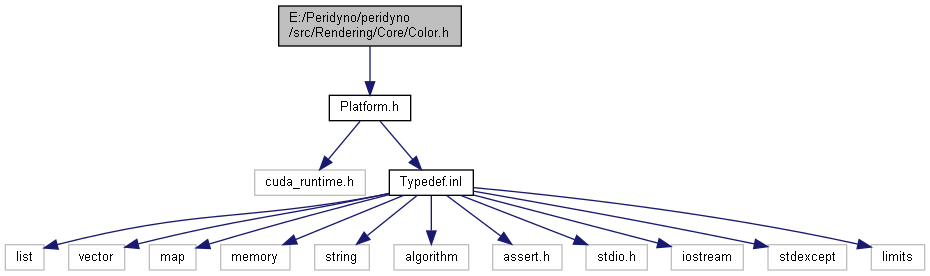 E:/Peridyno/peridyno
/src/Rendering/Core/Color.h
Platform.h
cuda_runtime.h
Typedef.inl
list
vector
map
memory
string
algorithm
assert.h
stdio.h
iostream
stdexcept
limits